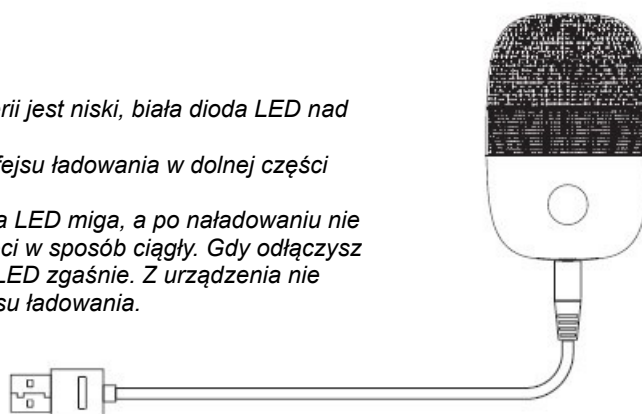 rii jest niski, biała dioda LED nad
fejsu ładowania w dolnej części
a LED miga, a po naładowaniu nie
ci w sposób ciągły. Gdy odłączysz
LED zgaśnie. Z urządzenia nie
su ładowania.